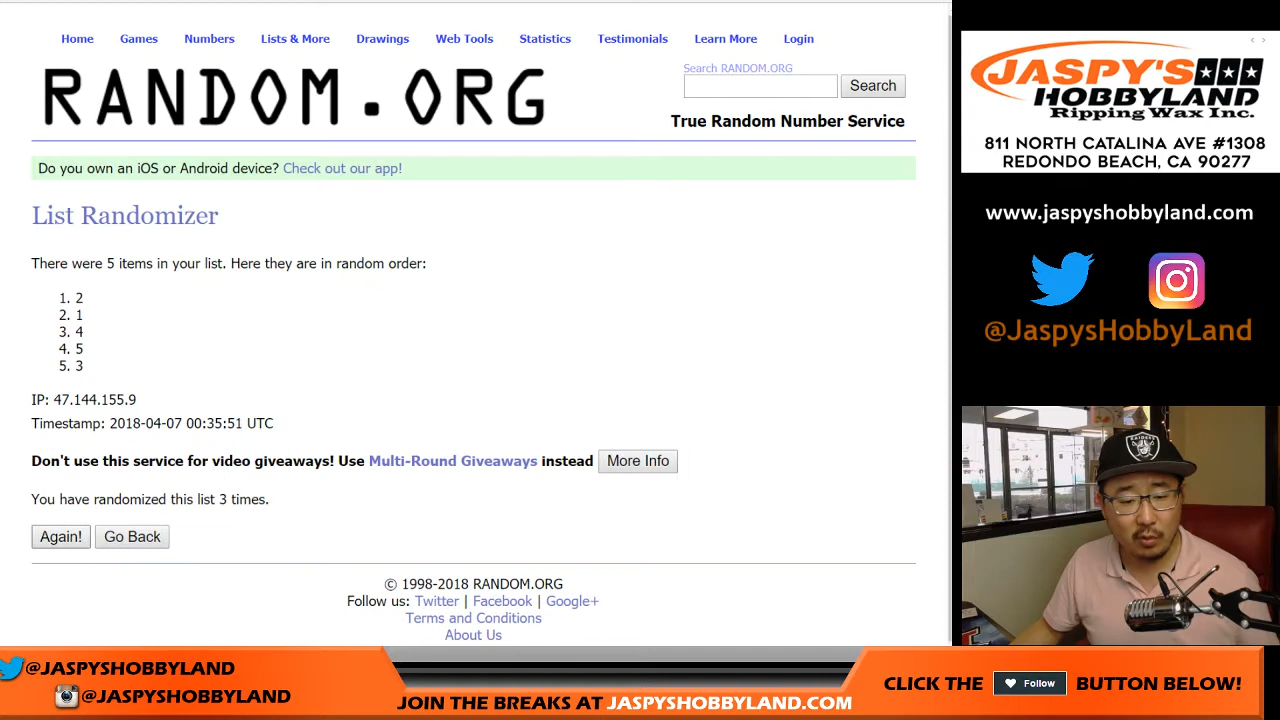 Home Games Numbers Lists & More Drawings Web Tools Statistics Testimonials Learn More Login
RANDOM.ORG
Search RANDOM.ORG
Search
True Random Number Service
Do you own an iOS or Android device? Check out our app!
List Randomizer
There were 5 items in your list. Here they are in random order:
1. 2
2. 1
3. 4
4. 5
5. 3
IP: 47.144.155.9
Timestamp: 2018-04-07 00:35:51 UTC
Don't use this service for video giveaways! Use Multi-Round Giveaways instead More Info
You have randomized this list 3 times.
Again! Go Back
© 1998-2018 RANDOM.ORG
Follow us: Twitter | Facebook | Google+
Terms and Conditions
About Us
JASPY'S
HOBBYLAND
Ripping Wax Inc.
811 NORTH CATALINA AVE #1308
REDONDO BEACH, CA 90277
www.jaspyshobbyland.com
@JaspysHobbyLand
RAIDERS
@JASPYSHOBBYLAND
@JASPYSHOBBYLAND
JOIN THE BREAKS AT JASPYSHOBBYLAND.COM
CLICK THE Follow BUTTON BELOW!